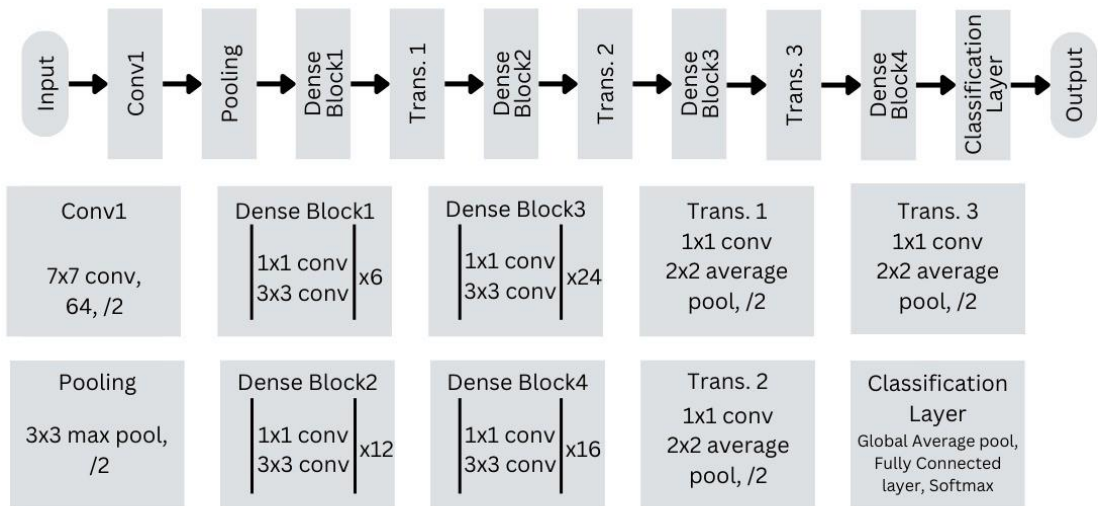 Input
Conv1
Pooling
Dense
Block1
Trans. 1
Dense
Block2
Trans. 2
Dense
Block3
Trans. 3
Dense
Block4
Classification
Layer
Output
Conv1
7x7 conv,
64, /2
Dense Block1
1x1 conv
3x3 conv
x6
Dense Block3
1x1 conv
3x3 conv
x24
Trans. 1
1x1 conv
2x2 average
pool, /2
Trans. 3
1x1 conv
2x2 average
pool, /2
Pooling
3x3 max pool,
/2
Dense Block2
1x1 conv
3x3 conv
x12
Dense Block4
1x1 conv
3x3 conv
x16
Trans. 2
1x1 conv
2x2 average
pool, /2
Classification
Layer
Global Average pool,
Fully Connected
layer, Softmax